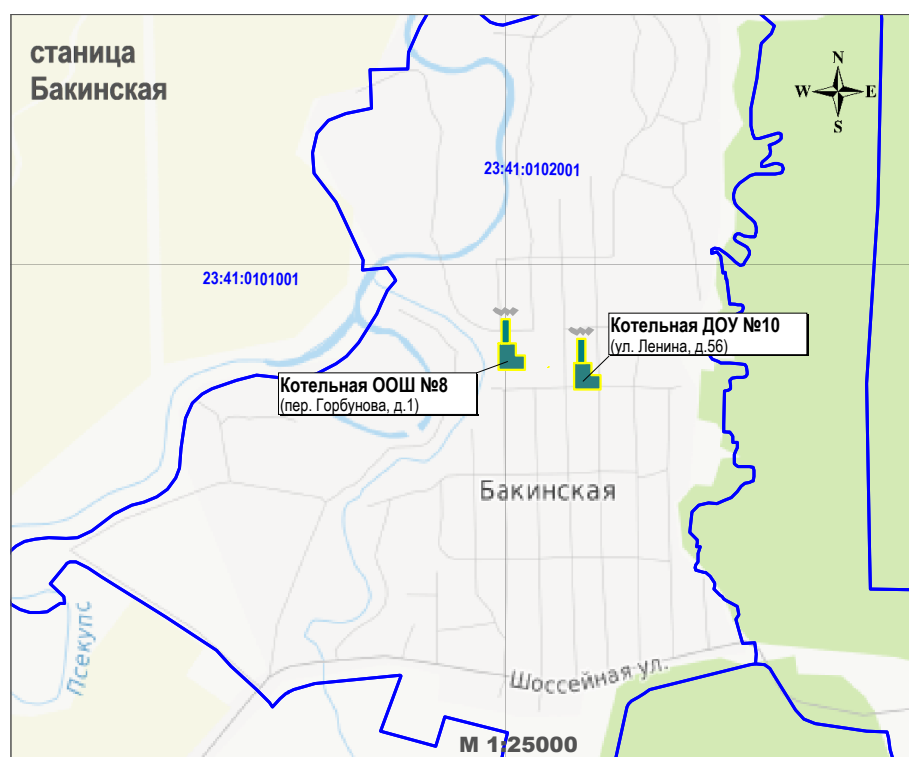 станица
Бакинская
N
W E
S
23:41:0102001
23:41:0101001
Котельная ДОУ №10
(ул. Ленина, д.56)
Котельная ООШ №8
(пер. Горбунова, д.1)
Бакинская
Псекупс
Шоссейная ул.
М 1:25000